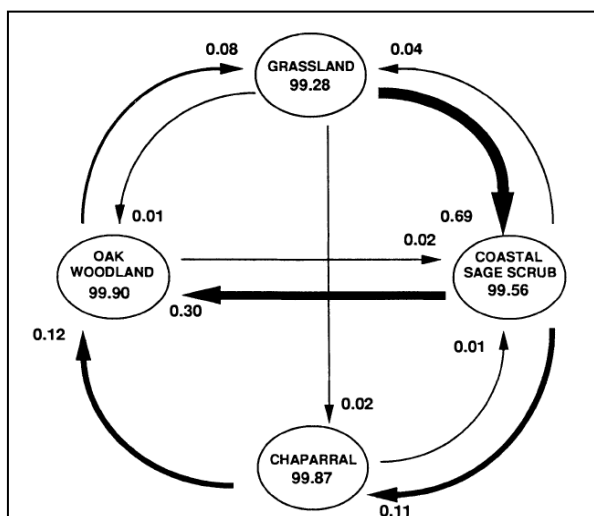 0.08
0.04
GRASSLAND
99.28
0.01
0.69
OAK
WOODLAND
99.90
0.02
COASTAL
SAGE SCRUB
99.56
0.30
0.12
0.01
0.02
CHAPARRAL
99.87
0.11